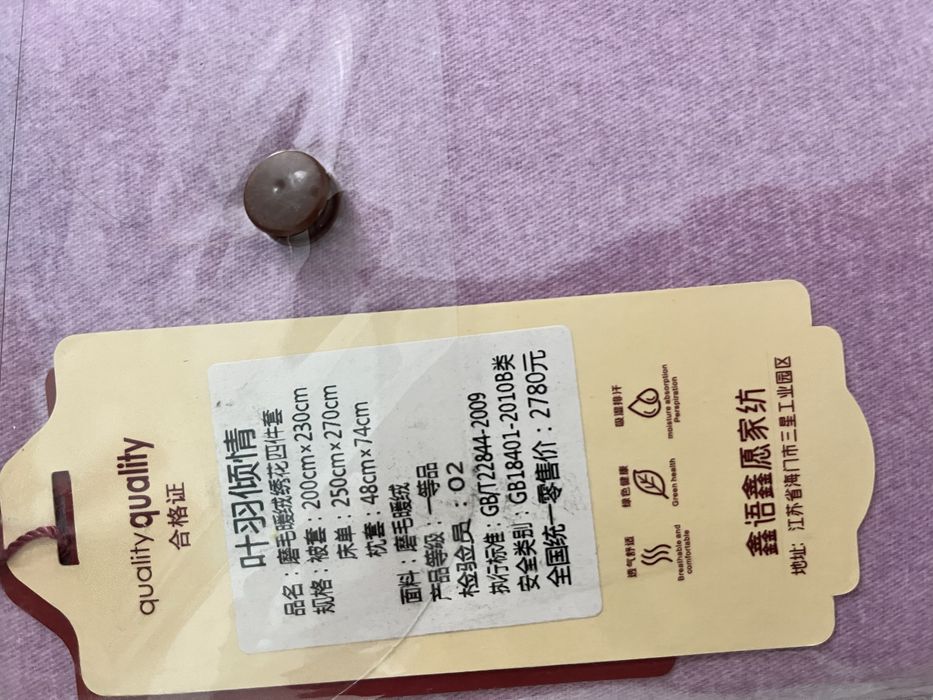 quality quality
合格证
叶羽倾情
品名：磨毛暖绒绣花四件套
规格：被套：200cm×230cm
床单：250cm×270cm
枕套：48cm×74cm
面料：磨毛暖绒
产品等级：一等品
检验员：02
执行标准：GB/T22844-2009
安全类别：GB18401-2010B类
全国统一零售价：2780元
透气舒适
Breathable and
comfortable
绿色健康
Green health
吸湿排汗
moisture absorption
Perspiration
鑫语鑫愿家纺
地址：江苏省海门市三星工业园区